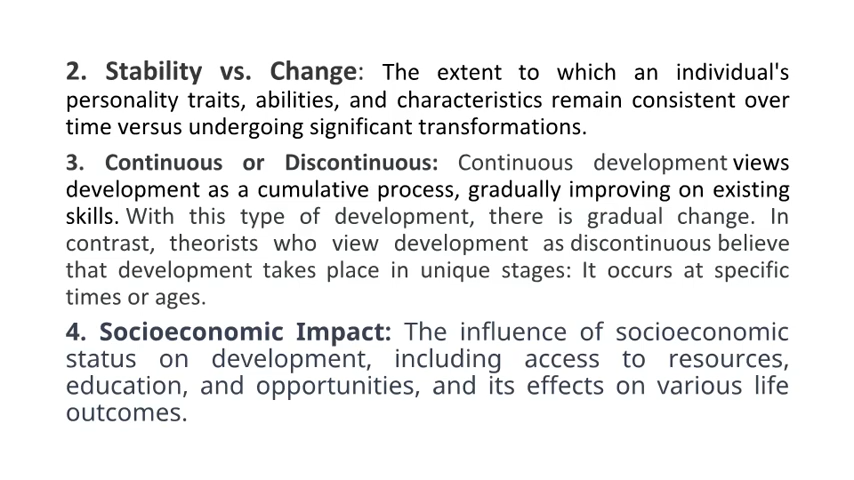 2. Stability vs. Change: The extent to which an individual's
personality traits, abilities, and characteristics remain consistent over
time versus undergoing significant transformations.
3. Continuous or Discontinuous: Continuous development views
development as a cumulative process, gradually improving on existing
skills. With this type of development, there is gradual change. In
contrast, theorists who view development as discontinuous believe
that development takes place in unique stages: It occurs at specific
times or ages.
4. Socioeconomic Impact: The influence of socioeconomic
status on development, including access to resources,
education, and opportunities, and its effects on various life
outcomes.